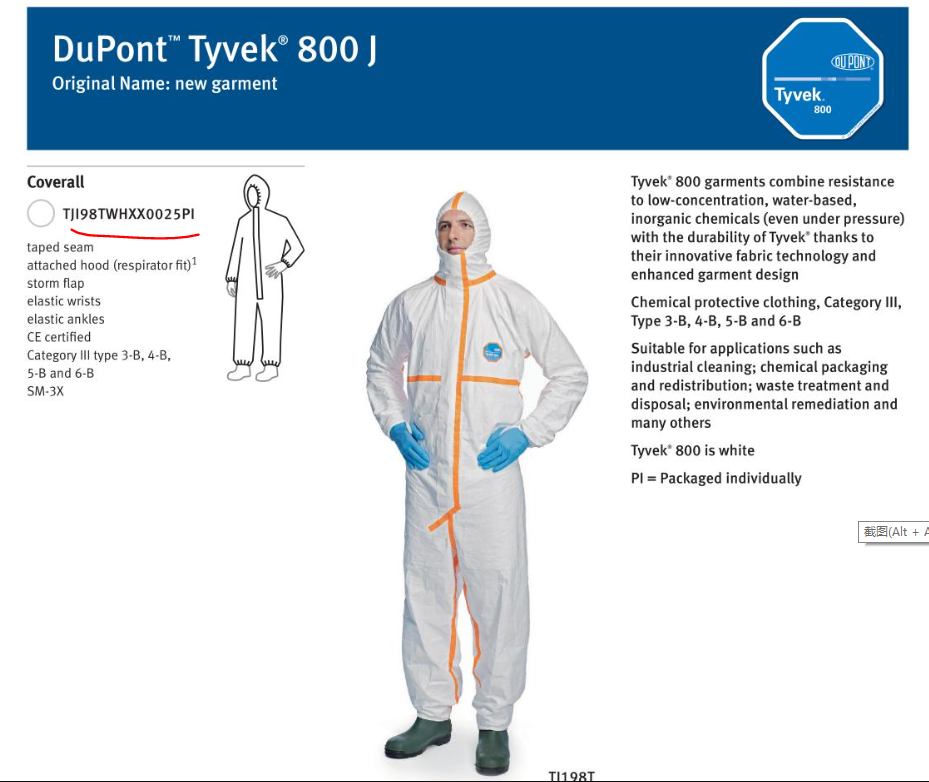 DuPont™ Tyvek® 800 J
Original Name: new garment
DU PONT
Tyvek.
800
Coverall
TJI98TWHXX0025PI
taped seam
attached hood (respirator fit)1
storm flap
elastic wrists
elastic ankles
CE certified
Category III type 3-B, 4-B,
5-B and 6-B
SM-3X
Tyvek® 800 garments combine resistance
to low-concentration, water-based,
inorganic chemicals (even under pressure)
with the durability of Tyvek® thanks to
their innovative fabric technology and
enhanced garment design
Chemical protective clothing, Category III,
Type 3-B, 4-B, 5-B and 6-B
Suitable for applications such as
industrial cleaning; chemical packaging
and redistribution; waste treatment and
disposal; environmental remediation and
many others
Tyvek® 800 is white
PI = Packaged individually
截图(Alt + A
TJ198T